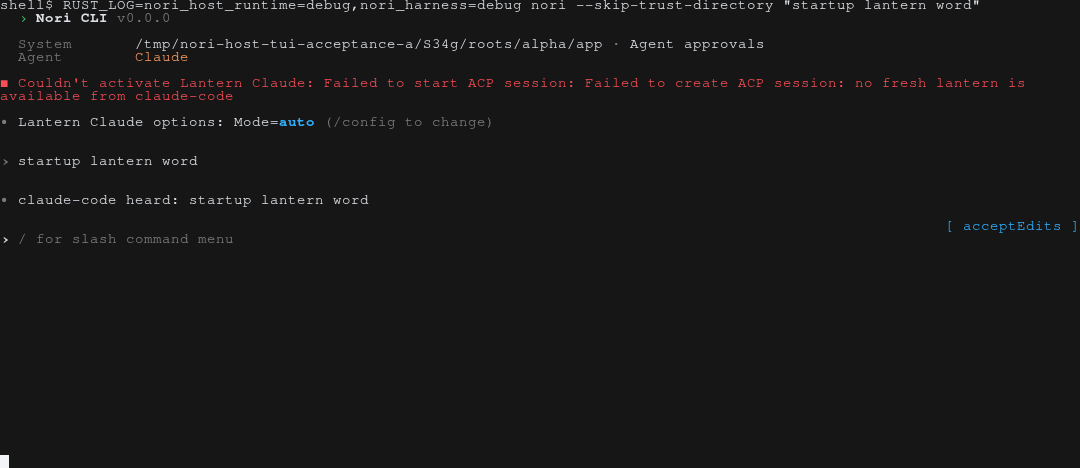 shell$ RUST_LOG=nori_host_runtime=debug,nori_harness=debug nori --skip-trust-directory "startup lantern word"
› Nori CLI v0.0.0
System /tmp/nori-host-tui-acceptance-a/S34g/roots/alpha/app · Agent approvals
Agent Claude
■ Couldn't activate Lantern Claude: Failed to start ACP session: Failed to create ACP session: no fresh lantern is
available from claude-code
• Lantern Claude options: Mode=auto (/config to change)
› startup lantern word
• claude-code heard: startup lantern word
[ acceptEdits ]
› / for slash command menu